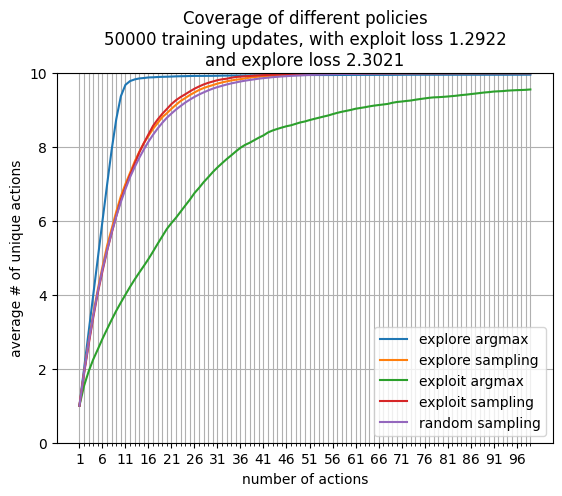 Coverage of different policies
50000 training updates, with exploit loss 1.2922
and explore loss 2.3021
10
8
6
4
2
0
average # of unique actions
explore argmax
explore sampling
exploit argmax
exploit sampling
random sampling
1 6 11 16 21 26 31 36 41 46 51 56 61 66 71 76 81 86 91 96
number of actions